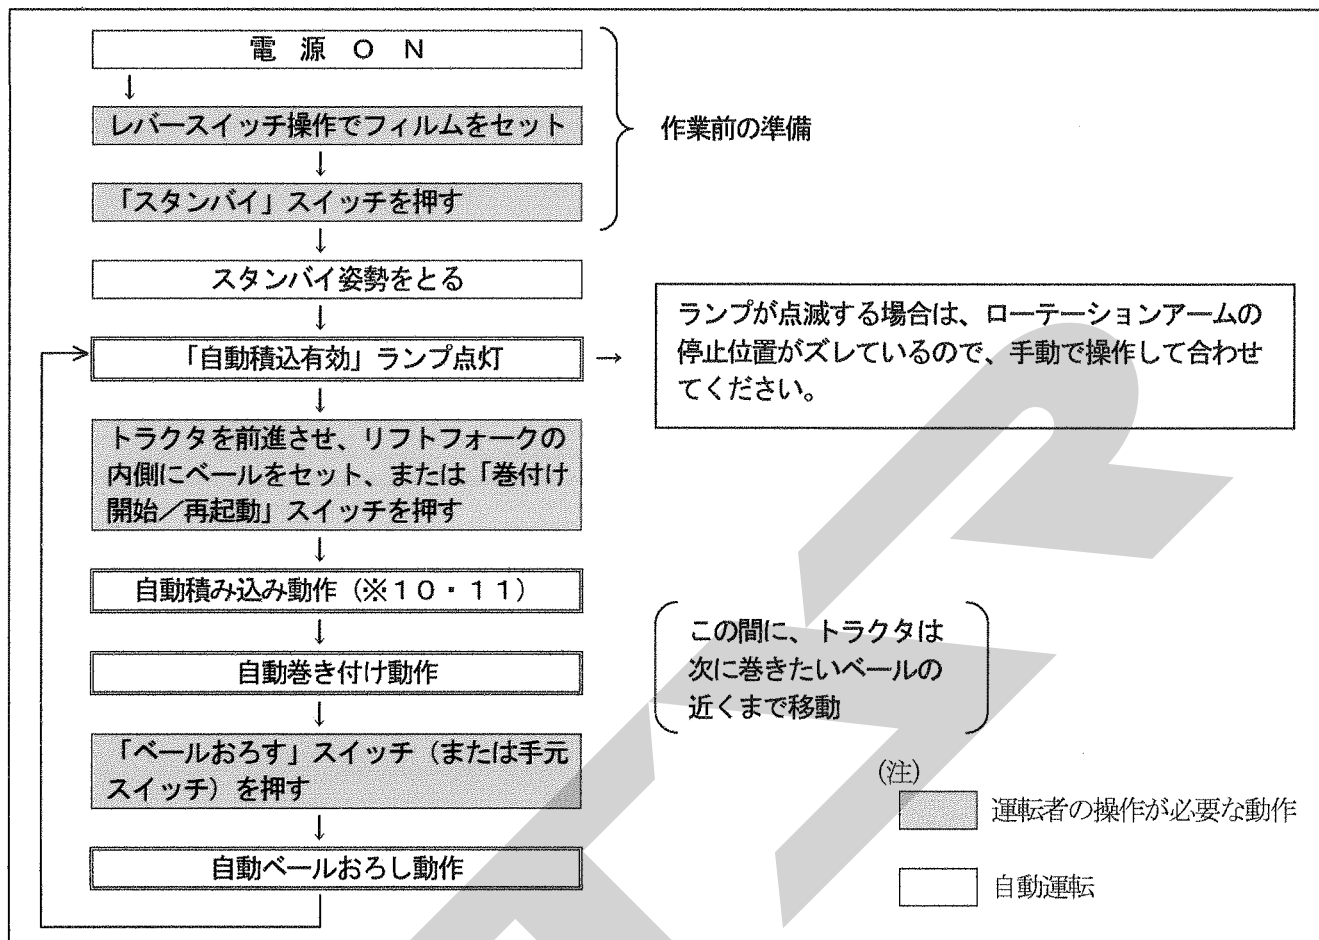 電源ON
↓
レバースイッチ操作でフィルムをセット
↓
「スタンバイ」スイッチを押す
作業前の準備
↓
スタンバイ姿勢をとる
↓
「自動積込有効」ランプ点灯
→
ランプが点滅する場合は、ローテーションアームの
停止位置がズレているので、手動で操作して合わせ
てください。
↓
トラクタを前進させ、リフトフォークの
内側にベールをセット、または「巻付け
開始／再起動」スイッチを押す
↓
自動積み込み動作（※１０・１１）
↓
自動巻き付け動作
この間に、トラクタは
次に巻きたいベールの
近くまで移動
↓
「ベールおろす」スイッチ（または手元
スイッチ）を押す
↓
自動ベールおろし動作
(注)
運転者の操作が必要な動作
自動運転